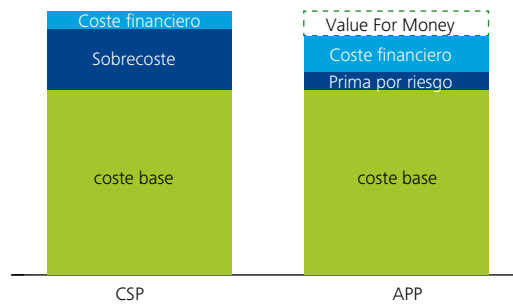 Coste financiero
Sobrecoste
coste base
CSP
Value For Money
Coste financiero
Prima por riesgo
coste base
APP